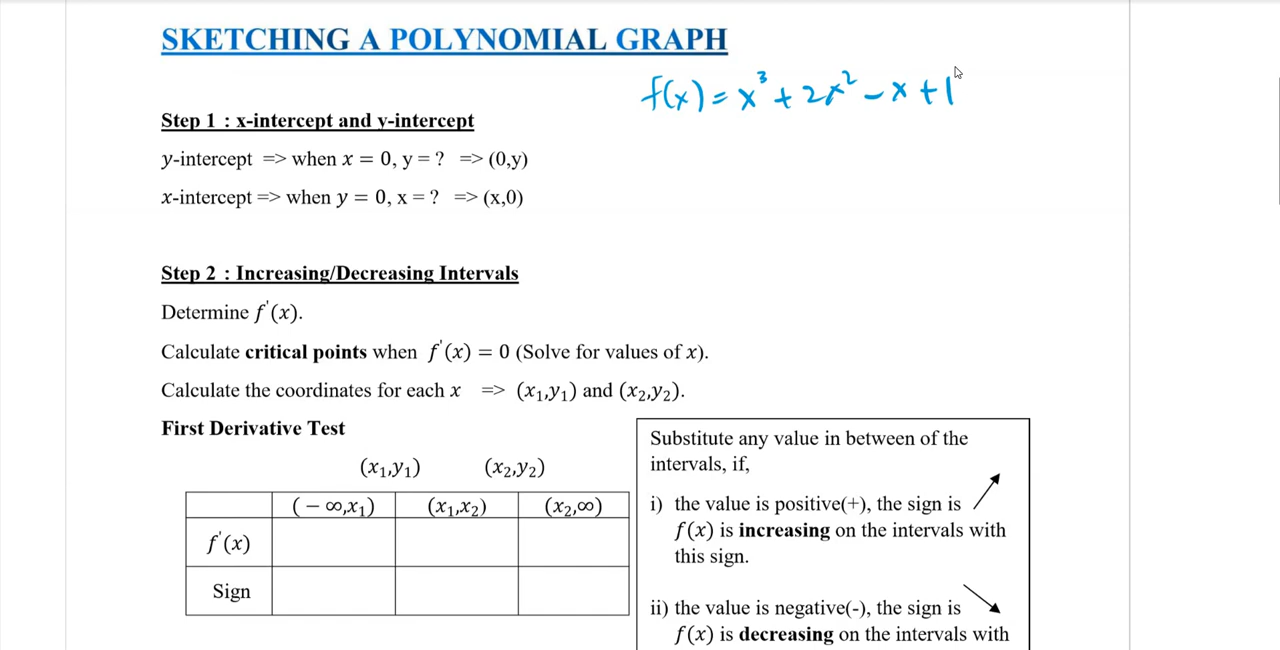 SKETCHING A POLYNOMIAL GRAPH
f(x) = x³ + 2x² - x + 1
Step 1 : x-intercept and y-intercept
y-intercept => when x = 0, y = ? => (0,y)
x-intercept => when y = 0, x = ? => (x,0)
Step 2 : Increasing/Decreasing Intervals
Determine f'(x).
Calculate critical points when f'(x) = 0 (Solve for values of x).
Calculate the coordinates for each x => (x₁,y₁) and (x₂,y₂).
First Derivative Test
(x₁,y₁) (x₂,y₂)
(− ∞,x₁) (x₁,x₂) (x₂,∞)
f'(x)
Sign
Substitute any value in between of the
intervals, if,
i) the value is positive(+), the sign is
f(x) is increasing on the intervals with
this sign.
ii) the value is negative(-), the sign is
f(x) is decreasing on the intervals with